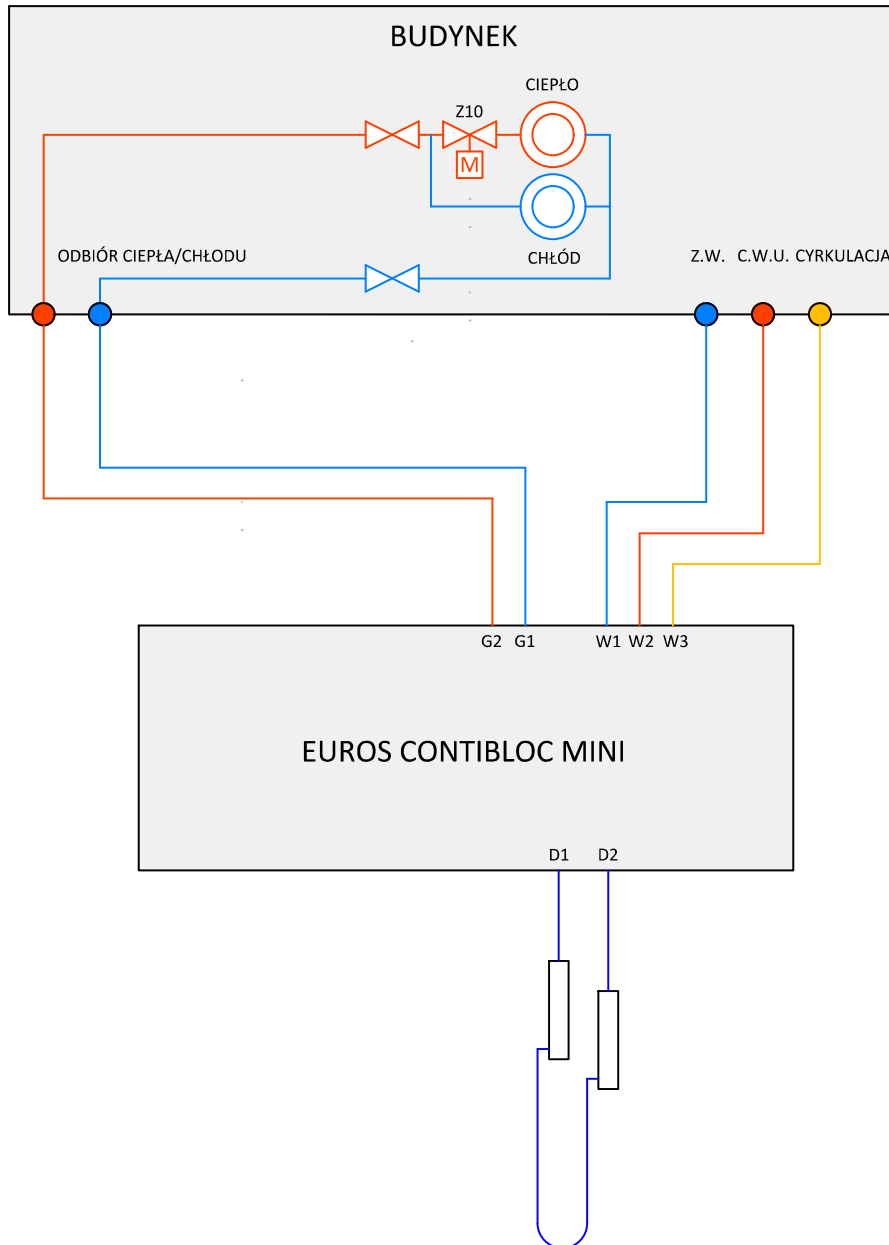 BUDYNEK
CIEPŁO
Z10
M
CHŁÓD
ODBIÓR CIEPŁA/CHŁODU
Z.W. C.W.U. CYRKULACJA
G2 G1 W1 W2 W3
EUROS CONTIBLOC MINI
D1 D2